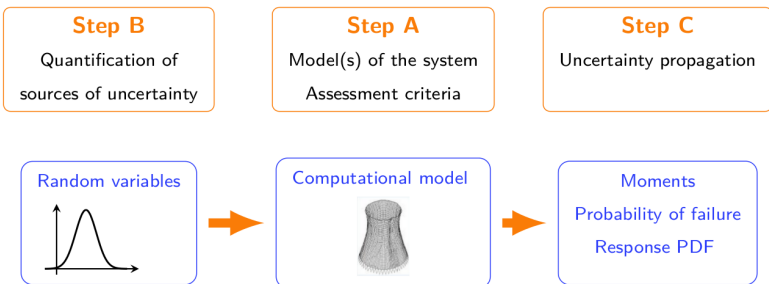 Step B
Quantification of
sources of uncertainty
Step A
Model(s) of the system
Assessment criteria
Step C
Uncertainty propagation
Random variables
Computational model
Moments
Probability of failure
Response PDF